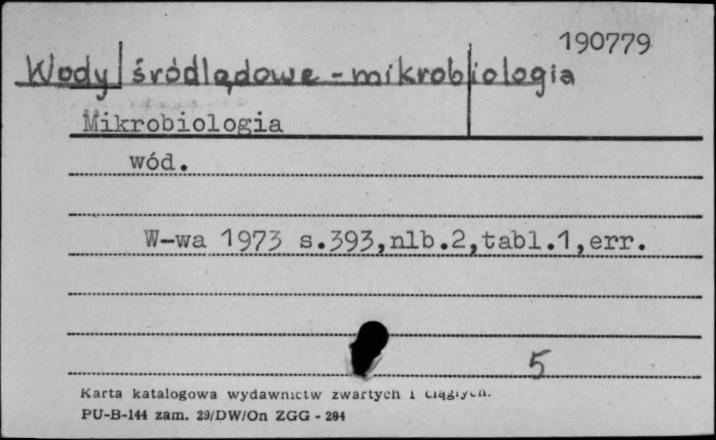 190779
Wody śródlądowe - mikrobiologia
Mikrobiologia
wód.
W-wa 1973 s.393,nlb.2,tabl.1,err.
5
Karta katalogowa wydawnictw zwartych i ciągłych.
PU-B-144 zam. 29/DW/On ZGG - 294